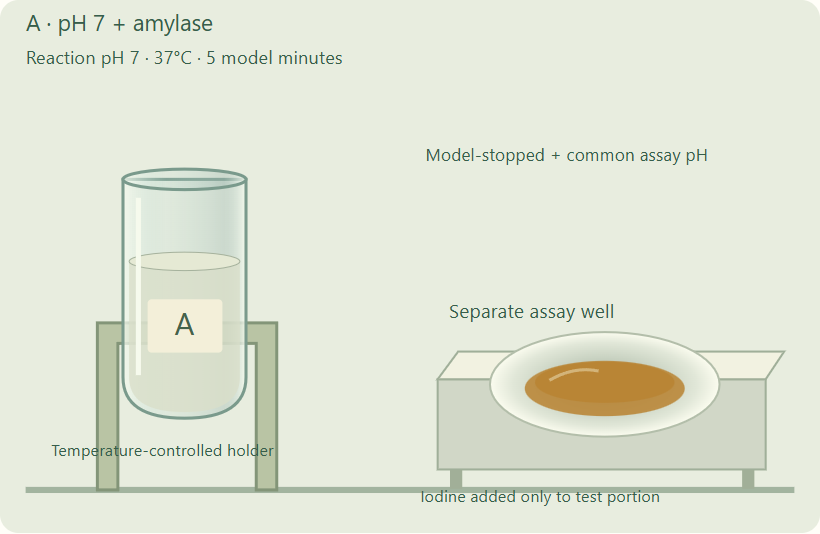 A · pH 7 + amylase
Reaction pH 7 · 37°C · 5 model minutes
Model-stopped + common assay pH
Separate assay well
A
Temperature-controlled holder
Iodine added only to test portion